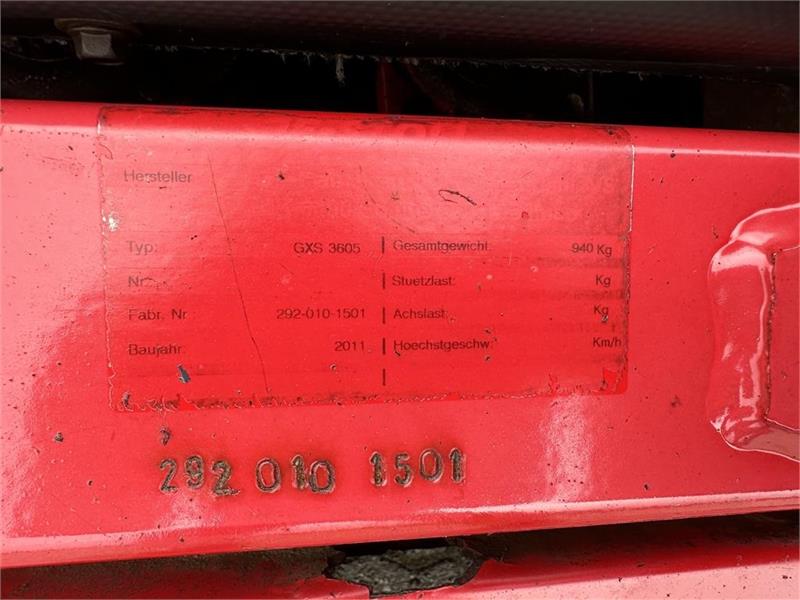 Hersteller
Typ: GXS 3605 | Gesamtgewicht: 940 Kg
Nr. | Stuetzlast: Kg
Fabr. Nr 292-010-1501 | Achslast: Kg
Baujahr: 2011 | Hoechstgeschw: Km/h
292 010 1501